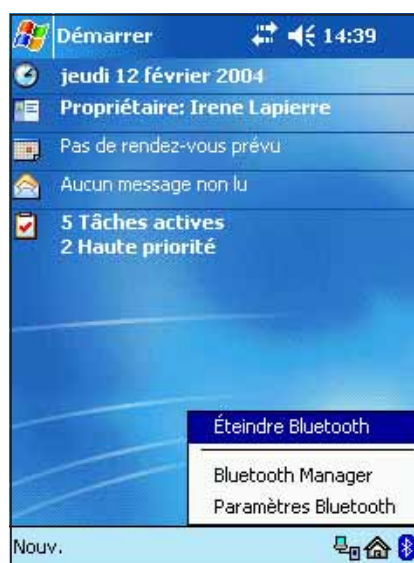 Démarrer 14:39
jeudi 12 février 2004
Propriétaire: Irene Lapierre
Pas de rendez-vous prévu
Aucun message non lu
5 Tâches actives
2 Haute priorité
Éteindre Bluetooth
Bluetooth Manager
Paramètres Bluetooth
Nouv.